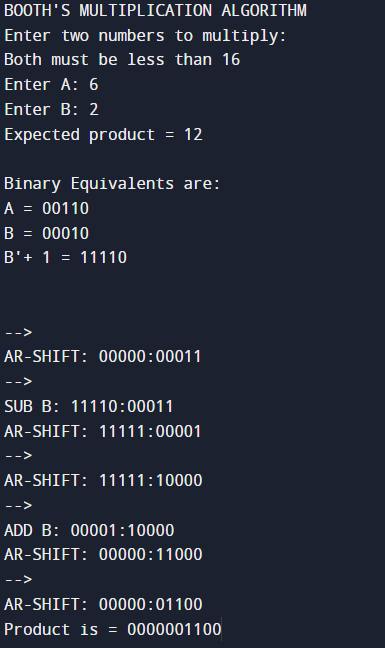 BOOTH'S MULTIPLICATION ALGORITHM
Enter two numbers to multiply:
Both must be less than 16
Enter A: 6
Enter B: 2
Expected product = 12
Binary Equivalents are:
A = 00110
B = 00010
B'+ 1 = 11110
-->
AR-SHIFT: 00000:00011
-->
SUB B: 11110:00011
AR-SHIFT: 11111:00001
-->
AR-SHIFT: 11111:10000
-->
ADD B: 00001:10000
AR-SHIFT: 00000:11000
-->
AR-SHIFT: 00000:01100
Product is = 0000001100